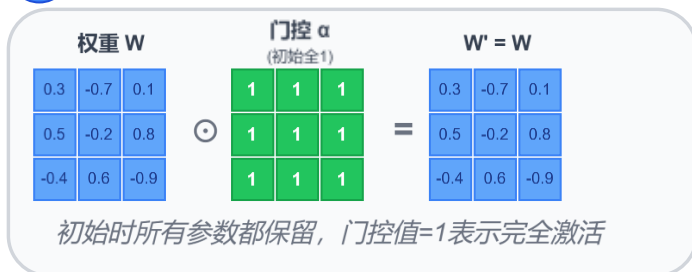 权重 W
门控 α
(初始全1)
W' = W
0.3 -0.7 0.1
0.5 -0.2 0.8
-0.4 0.6 -0.9
⊙
1 1 1
1 1 1
1 1 1
=
0.3 -0.7 0.1
0.5 -0.2 0.8
-0.4 0.6 -0.9
初始时所有参数都保留，门控值=1表示完全激活